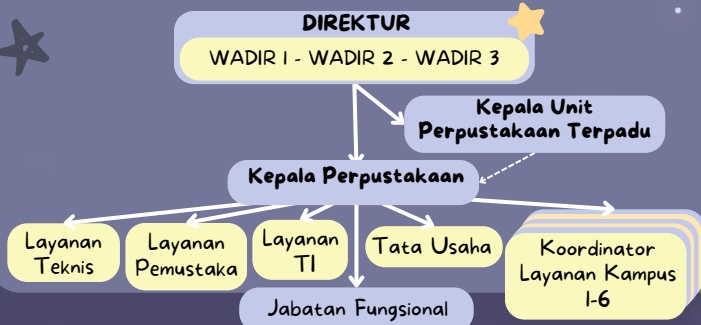 DIREKTUR
WADIR 1 - WADIR 2 - WADIR 3
Kepala Unit
Perpustakaan Terpadu
Kepala Perpustakaan
Layanan
Teknis
Layanan
Pemustaka
Layanan
TI
Tata Usaha
Koordinator
Layanan Kampus
1-6
Jabatan Fungsional